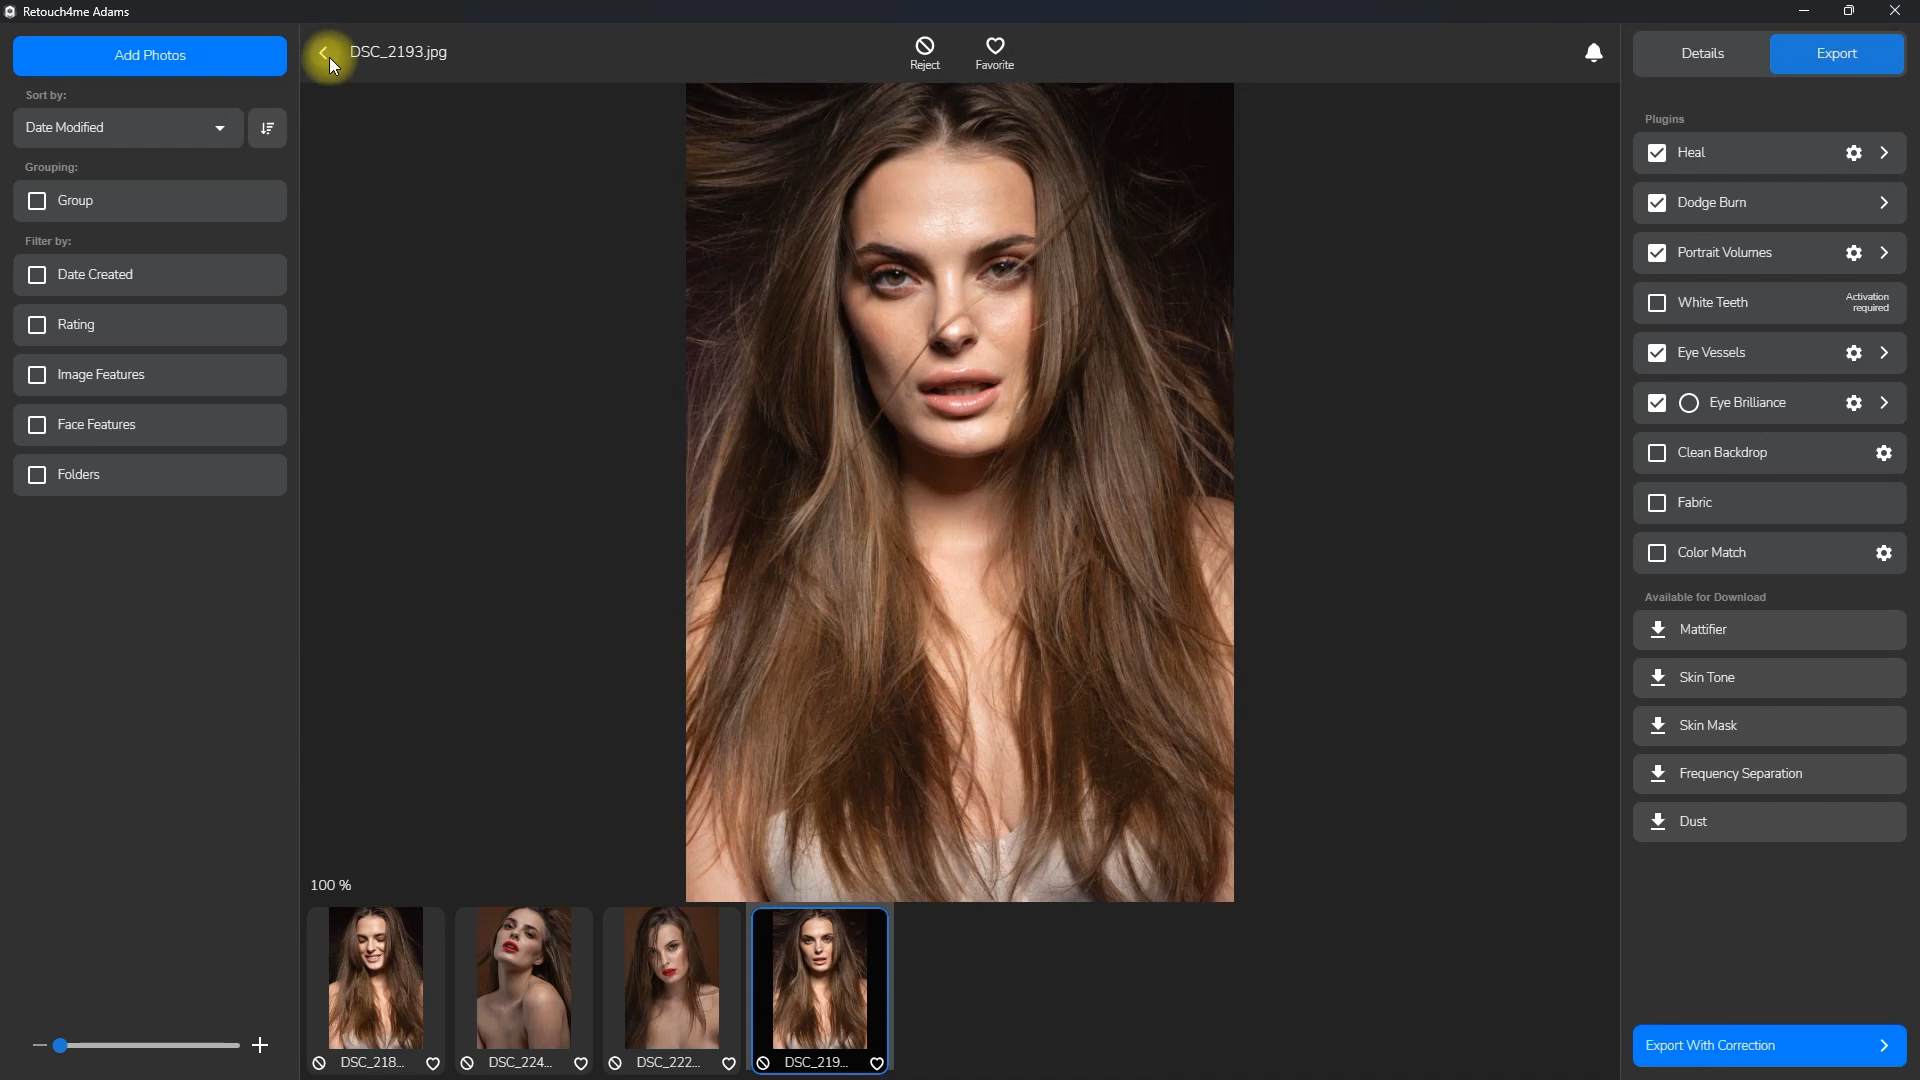 Retouch4me Adams
Add Photos
Sort by:
Date Modified
Grouping:
Group
Filter by:
Date Created
Rating
Image Features
Face Features
Folders
DSC_2193.jpg
Reject
Favorite
100 %
DSC_218...
DSC_224...
DSC_222...
DSC_219...
Details
Export
Plugins
Heal
Dodge Burn
Portrait Volumes
White Teeth
Activation
required
Eye Vessels
Eye Brilliance
Clean Backdrop
Fabric
Color Match
Available for Download
Mattifier
Skin Tone
Skin Mask
Frequency Separation
Dust
Export With Correction